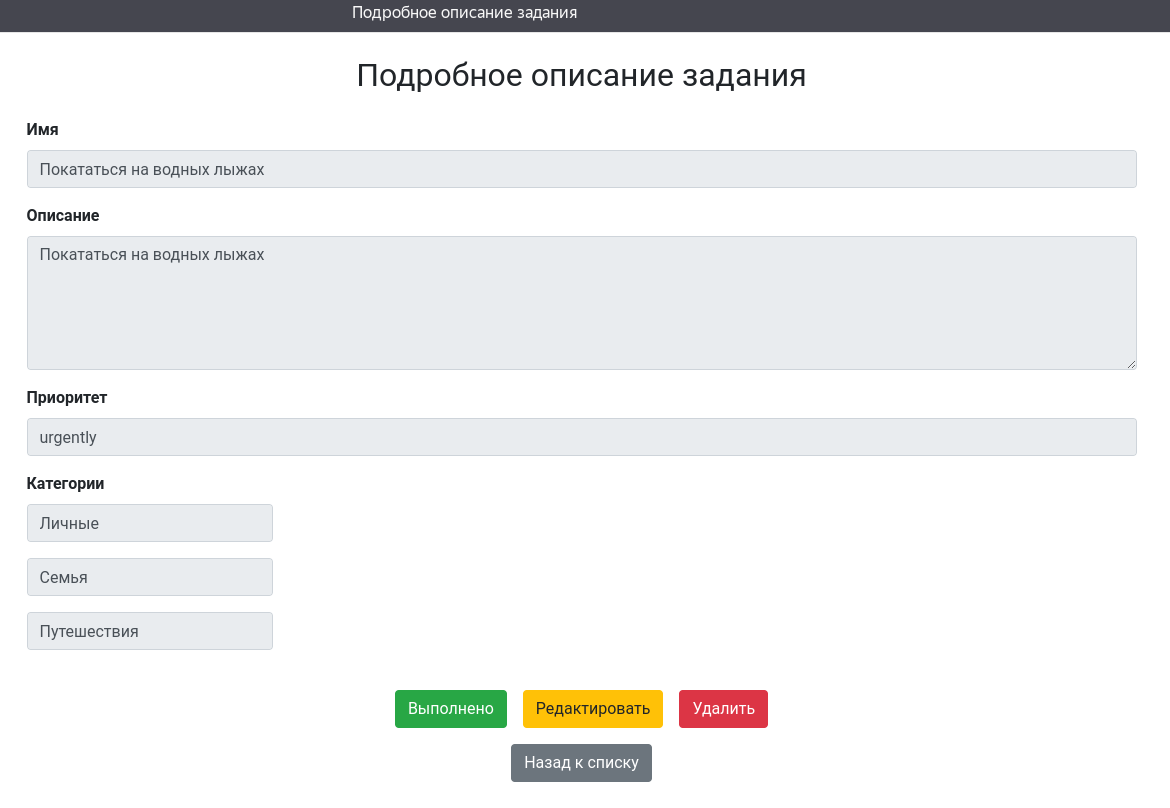 Подробное описание задания
Подробное описание задания
Имя
Покататься на водных лыжах
Описание
Покататься на водных лыжах
Приоритет
urgently
Категории
Личные
Семья
Путешествия
Выполнено Редактировать Удалить
Назад к списку